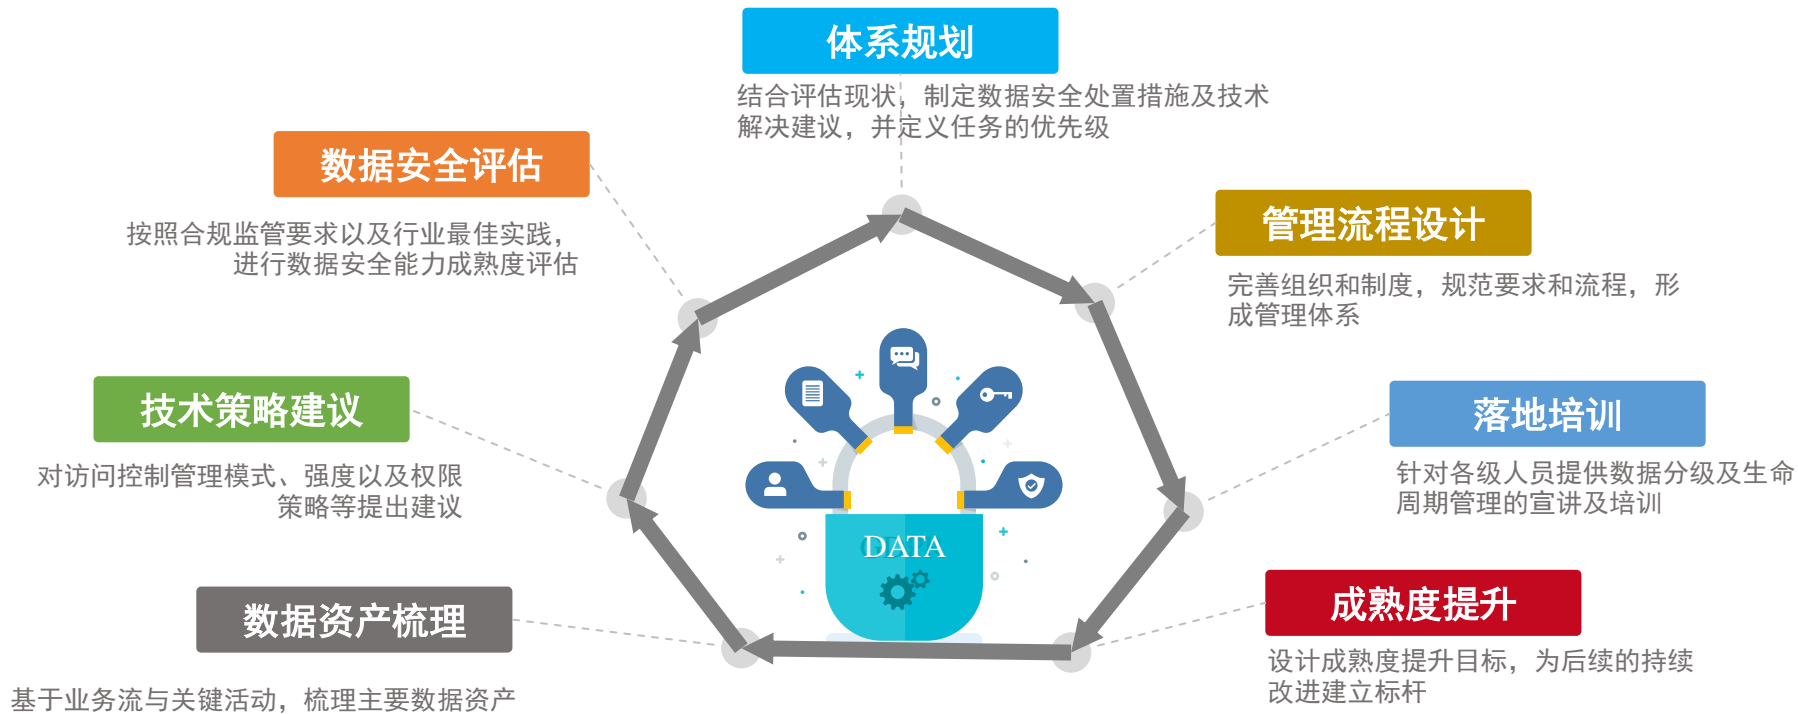 体系规划
结合评估现状，制定数据安全处置措施及技术
解决建议，并定义任务的优先级
数据安全评估
按照合规监管要求以及行业最佳实践，
进行数据安全能力成熟度评估
管理流程设计
完善组织和制度，规范要求和流程，形
成管理体系
技术策略建议
对访问控制管理模式、强度以及权限
策略等提出建议
落地培训
针对各级人员提供数据分级及生命
周期管理的宣讲及培训
DATA
数据资产梳理
基于业务流与关键活动，梳理主要数据资产
成熟度提升
设计成熟度提升目标，为后续的持续
改进建立标杆